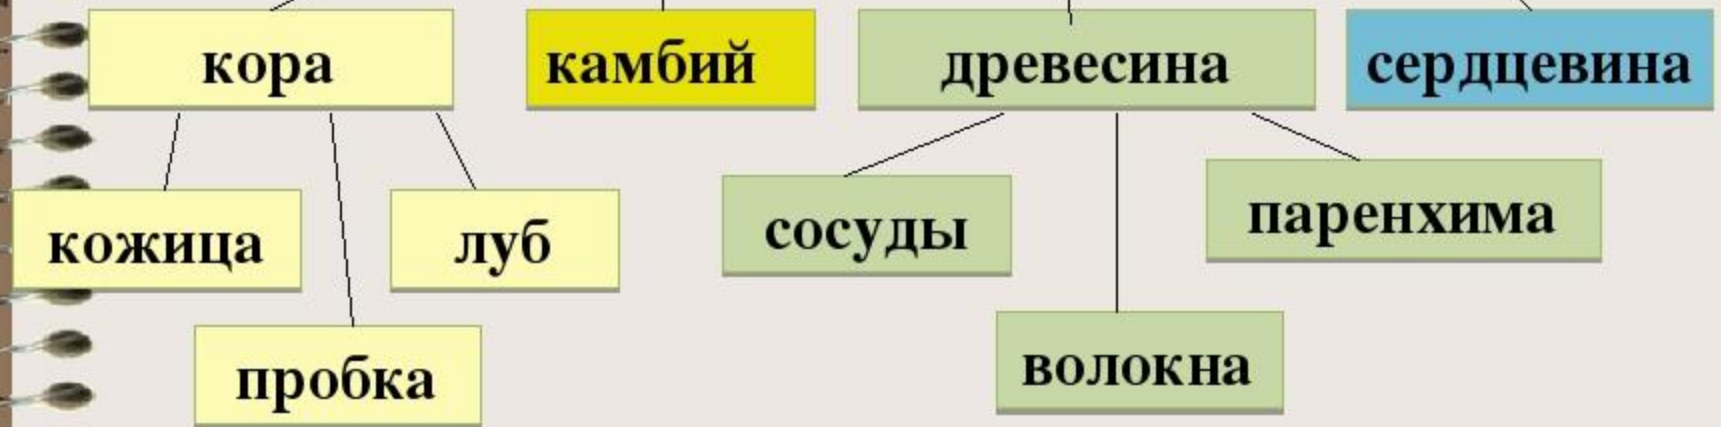 кора
камбий
древесина
сердцевина
кожица
луб
сосуды
паренхима
пробка
волокна